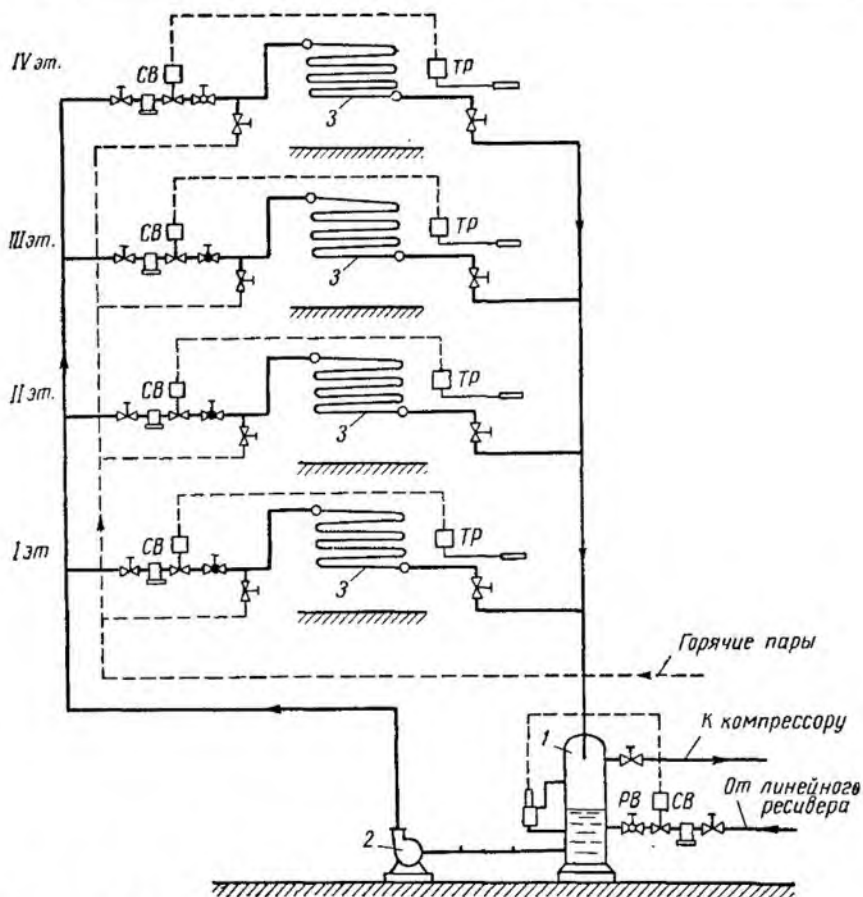 IV эт.
СВ
ТР
3
III эт.
СВ
ТР
3
II эт.
СВ
ТР
3
I эт
СВ
ТР
3
Горячие пары
1
К компрессору
РВ
СВ
От линейного
ресивера
2